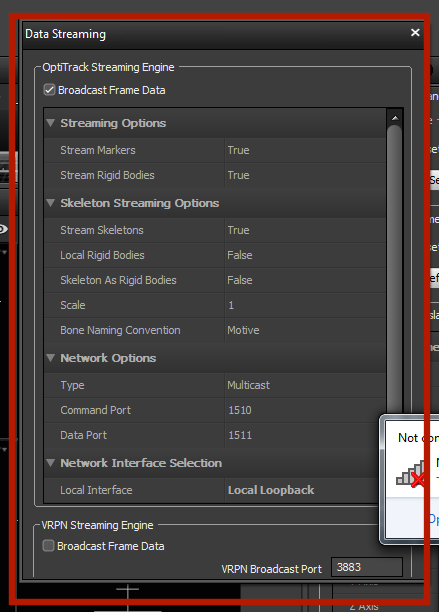 Data Streaming
OptiTrack Streaming Engine
Broadcast Frame Data
Streaming Options
Stream Markers True
Stream Rigid Bodies True
Skeleton Streaming Options
Stream Skeletons True
Local Rigid Bodies False
Skeleton As Rigid Bodies False
Scale 1
Bone Naming Convention Motive
Network Options
Type Multicast
Command Port 1510
Data Port 1511
Network Interface Selection
Local Interface Local Loopback
VRPN Streaming Engine
Broadcast Frame Data
VRPN Broadcast Port 3883
Not con
Z Axis